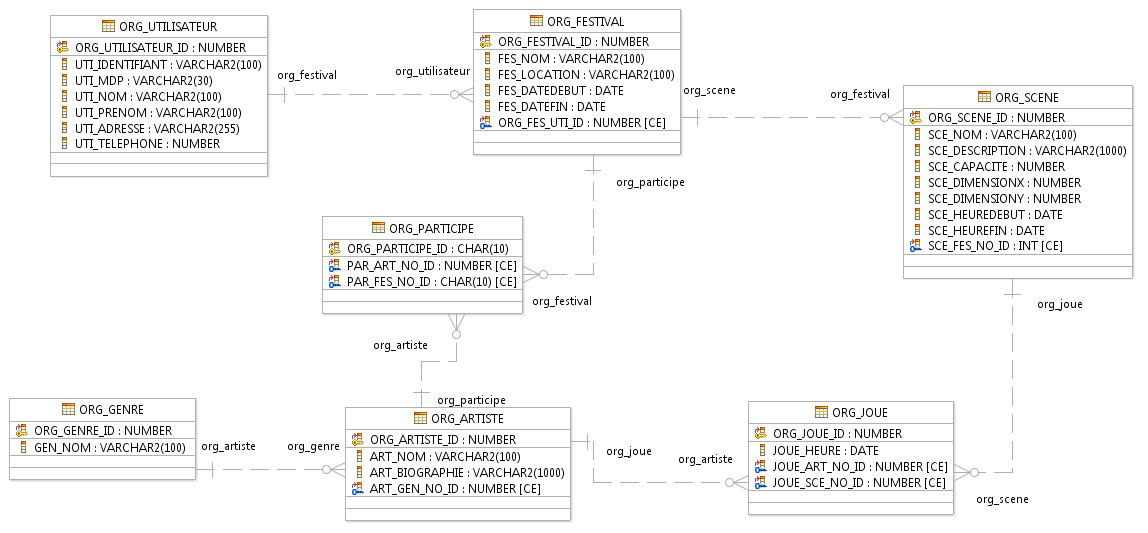 ORG_UTILISATEUR
ORG_UTILISATEUR_ID : NUMBER
UTI_IDENTIFIANT : VARCHAR2(100)
UTI_MDP : VARCHAR2(30)
UTI_NOM : VARCHAR2(100)
UTI_PRENOM : VARCHAR2(100)
UTI_ADRESSE : VARCHAR2(255)
UTI_TELEPHONE : NUMBER
org_festival
org_utilisateur
ORG_FESTIVAL
ORG_FESTIVAL_ID : NUMBER
FES_NOM : VARCHAR2(100)
FES_LOCATION : VARCHAR2(100)
FES_DATEDEBUT : DATE
FES_DATEFIN : DATE
ORG_FES_UTI_ID : NUMBER [CE]
org_scene
org_festival
ORG_SCENE
ORG_SCENE_ID : NUMBER
SCE_NOM : VARCHAR2(100)
SCE_DESCRIPTION : VARCHAR2(1000)
SCE_CAPACITE : NUMBER
SCE_DIMENSIONX : NUMBER
SCE_DIMENSIONY : NUMBER
SCE_HEUREDEBUT : DATE
SCE_HEUREFIN : DATE
SCE_FES_NO_ID : INT [CE]
org_participe
ORG_PARTICIPE
ORG_PARTICIPE_ID : CHAR(10)
PAR_ART_NO_ID : NUMBER [CE]
PAR_FES_NO_ID : CHAR(10) [CE]
org_festival
org_joue
org_artiste
org_participe
ORG_GENRE
ORG_GENRE_ID : NUMBER
GEN_NOM : VARCHAR2(100)
org_artiste
org_genre
ORG_ARTISTE
ORG_ARTISTE_ID : NUMBER
ART_NOM : VARCHAR2(100)
ART_BIOGRAPHIE : VARCHAR2(1000)
ART_GEN_NO_ID : NUMBER [CE]
org_joue
org_artiste
ORG_JOUE
ORG_JOUE_ID : NUMBER
JOUE_HEURE : DATE
JOUE_ART_NO_ID : NUMBER [CE]
JOUE_SCE_NO_ID : NUMBER [CE]
org_scene